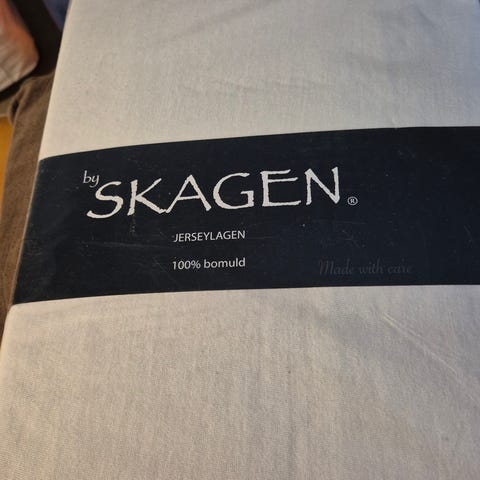 by
SKAGEN®
JERSEYLAGEN
100% bomuld
Made with care